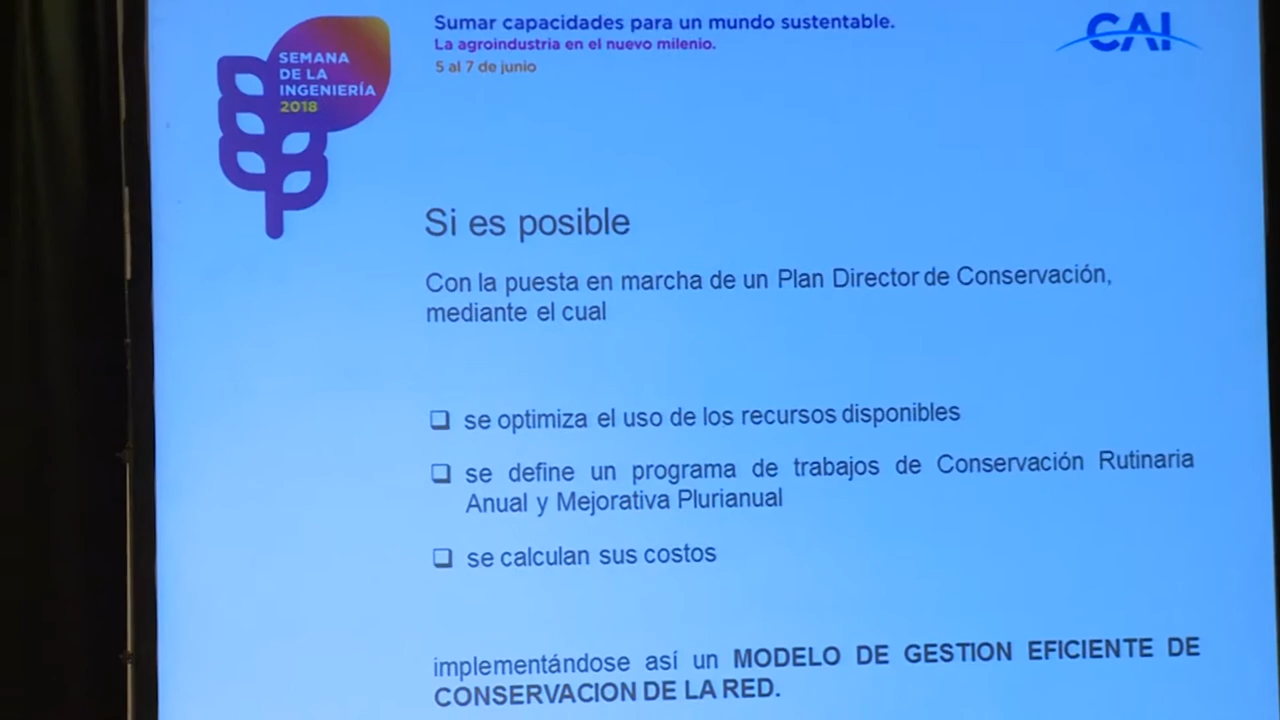 SEMANA
DE LA
INGENIERÍA
2018
Sumar capacidades para un mundo sustentable.
La agroindustria en el nuevo milenio.
5 al 7 de junio
CAI
Si es posible
Con la puesta en marcha de un Plan Director de Conservación,
mediante el cual
se optimiza el uso de los recursos disponibles
se define un programa de trabajos de Conservación Rutinaria
Anual y Mejorativa Plurianual
se calculan sus costos
implementándose así un MODELO DE GESTION EFICIENTE DE
CONSERVACION DE LA RED.